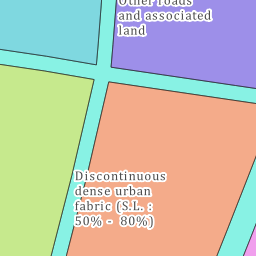 Other roads
and associated
land
Discontinuous
dense urban
fabric (S.L. :
50% - 80%)